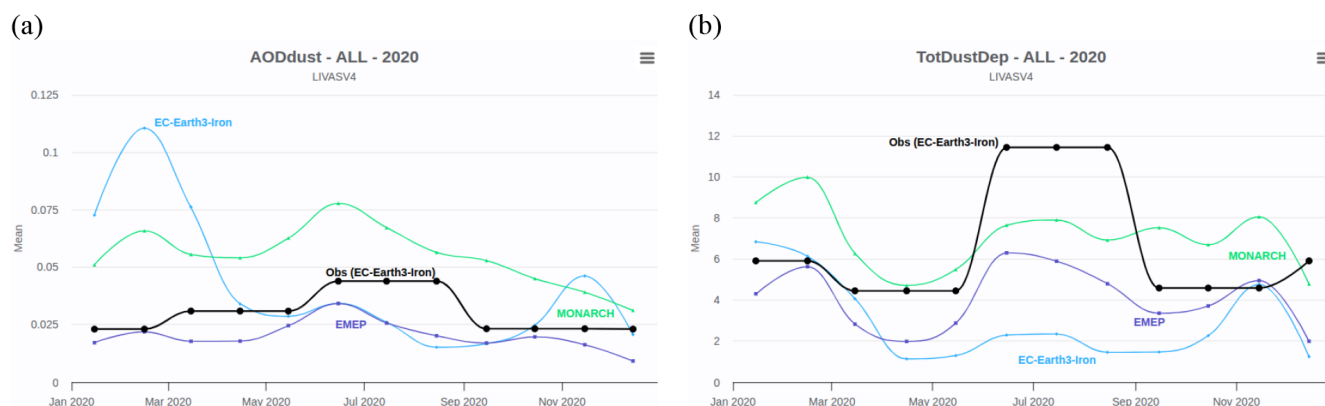 (a)
AODdust - ALL - 2020
LIVASV4
0.125
0.1
0.075
0.05
0.025
0
Mean
EC-Earth3-Iron
Obs (EC-Earth3-Iron)
MONARCH
EMEP
Jan 2020
Mar 2020
May 2020
Jul 2020
Sep 2020
Nov 2020
(b)
TotDustDep - ALL - 2020
LIVASV4
14
12
10
8
6
4
2
0
Mean
Obs (EC-Earth3-Iron)
MONARCH
EMEP
EC-Earth3-Iron
Jan 2020
Mar 2020
May 2020
Jul 2020
Sep 2020
Nov 2020